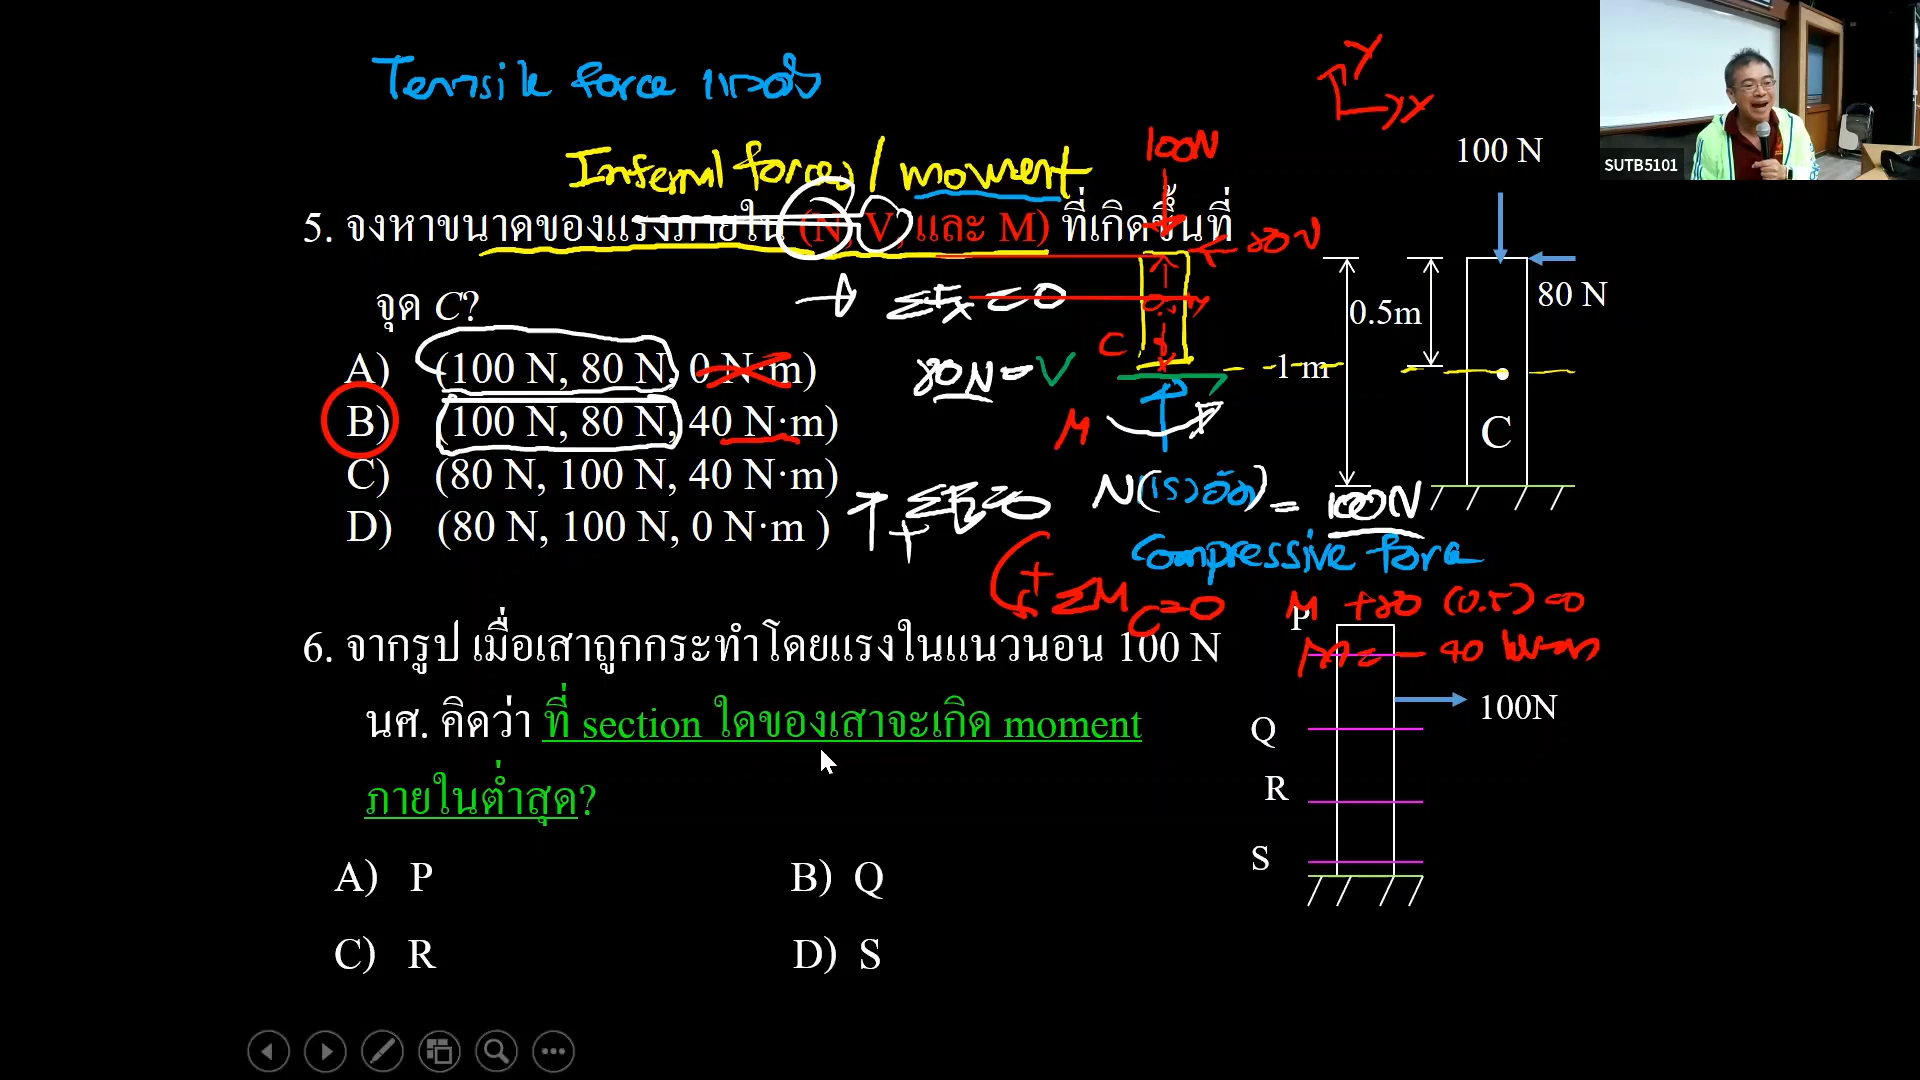 Tensile force แรงดึง
Internal forces / moment
100N
Y
X
100 N
SUTB5101
5. จงหาขนาดของแรงภายใน (N, V, และ M) ที่เกิดขึ้นที่
80 N
จุด C?
→ ΣFx = 0
0.5m
80 N
A) (100 N, 80 N, 0 N·m)
80N = V
C
1 m
B) (100 N, 80 N, 40 N·m)
M
C
C) (80 N, 100 N, 40 N·m)
N (แรงอัด) = 100N
D) (80 N, 100 N, 0 N·m )
Compressive force
+ ΣM C = 0
M + 80 (0.5) = 0
P
6. จากรูป เมื่อเสาถูกกระทำโดยแรงในแนวนอน 100 N
M = - 40
นศ. คิดว่า ที่ section ใดของเสาจะเกิด moment
100N
Q
ภายในต่ำสุด?
R
S
A) P
B) Q
C) R
D) S